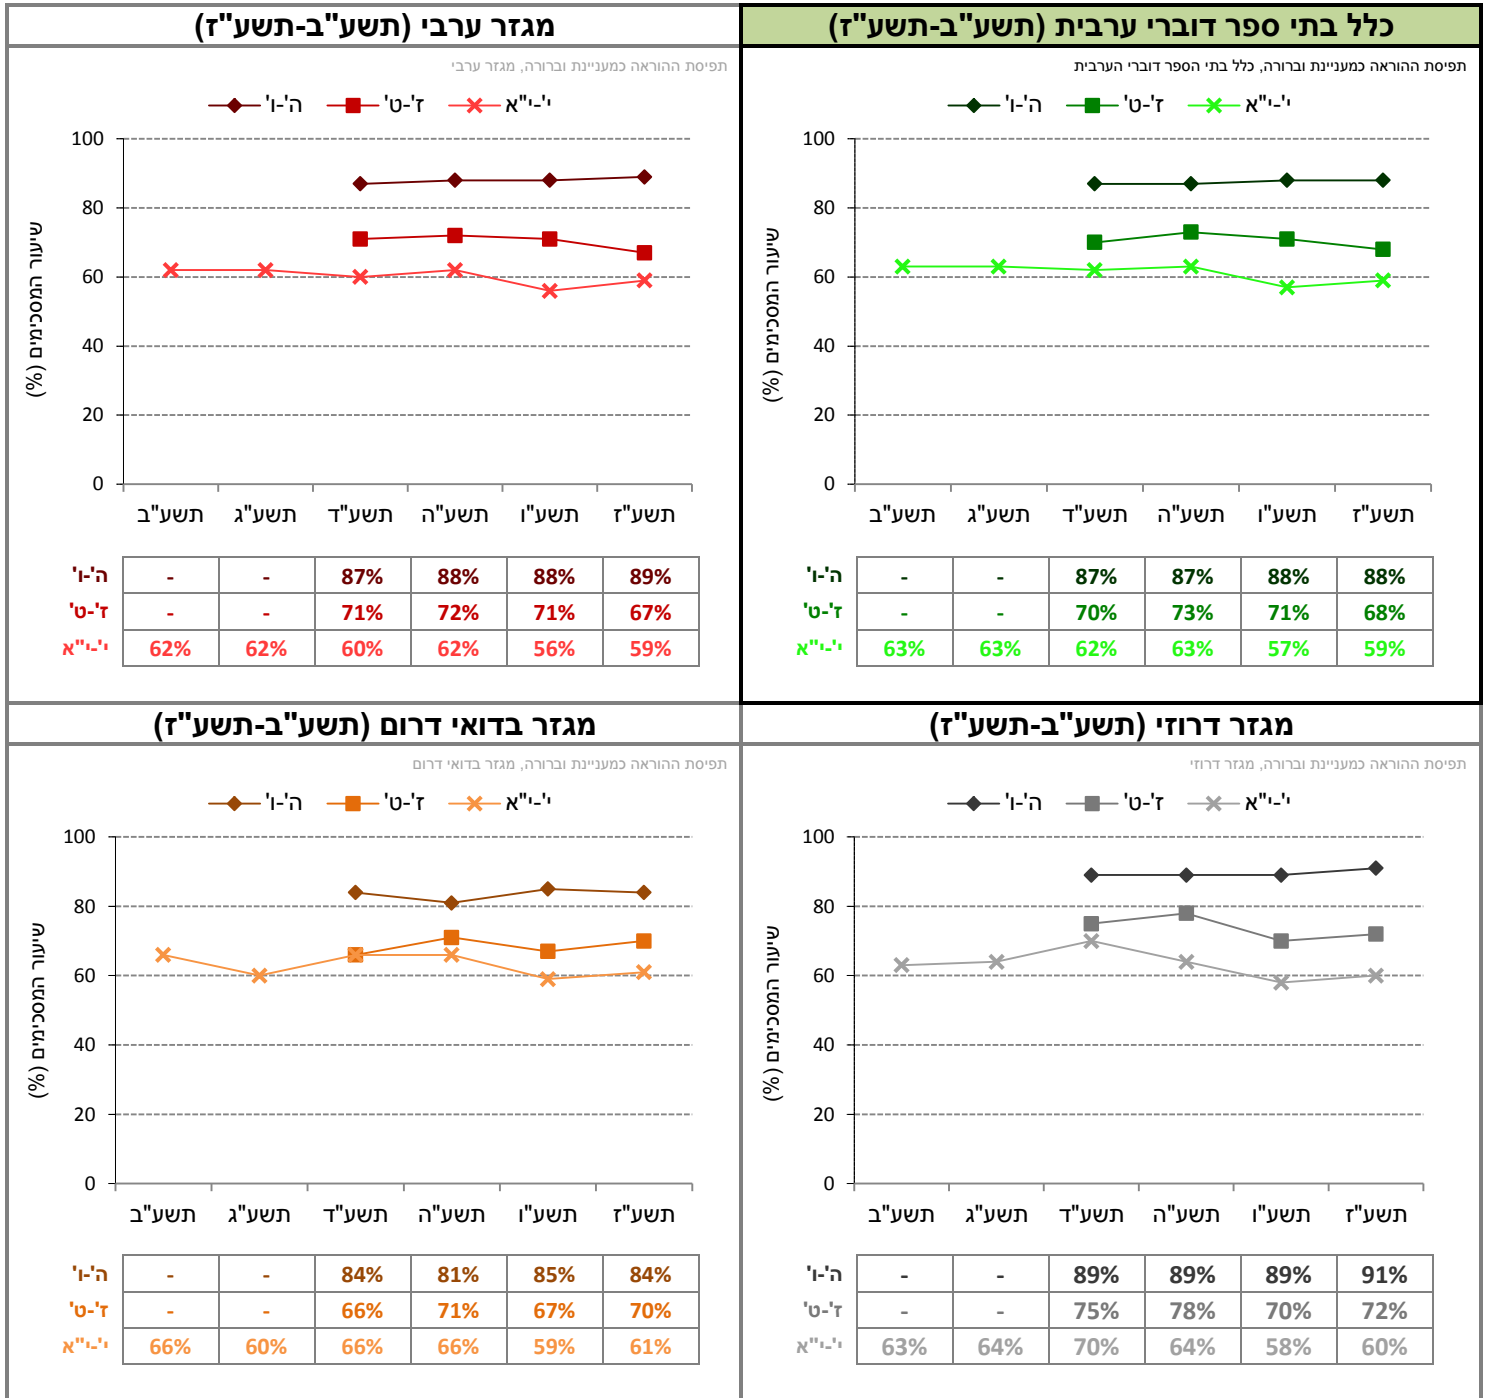 כלל בתי ספר דוברי ערבית (תשע"ב-תשע"ז)
תפיסת ההוראה כמעניינת וברורה, כלל בתי הספר דוברי הערבית
ה'-ו' ז'-ט' י'-י"א
שיעור המסכימים (%)
100
80
60
40
20
0
תשע"ב תשע"ג תשע"ד תשע"ה תשע"ו תשע"ז
ה'-ו' - - 87% 87% 88% 88%
ז'-ט' - - 70% 73% 71% 68%
י'-י"א 63% 63% 62% 63% 57% 59%
מגזר ערבי (תשע"ב-תשע"ז)
תפיסת ההוראה כמעניינת וברורה, מגזר ערבי
ה'-ו' ז'-ט' י'-י"א
שיעור המסכימים (%)
100
80
60
40
20
0
תשע"ב תשע"ג תשע"ד תשע"ה תשע"ו תשע"ז
ה'-ו' - - 87% 88% 88% 89%
ז'-ט' - - 71% 72% 71% 67%
י'-י"א 62% 62% 60% 62% 56% 59%
מגזר דרוזי (תשע"ב-תשע"ז)
תפיסת ההוראה כמעניינת וברורה, מגזר דרוזי
ה'-ו' ז'-ט' י'-י"א
שיעור המסכימים (%)
100
80
60
40
20
0
תשע"ב תשע"ג תשע"ד תשע"ה תשע"ו תשע"ז
ה'-ו' - - 89% 89% 89% 91%
ז'-ט' - - 75% 78% 70% 72%
י'-י"א 63% 64% 70% 64% 58% 60%
מגזר בדואי דרום (תשע"ב-תשע"ז)
תפיסת ההוראה כמעניינת וברורה, מגזר בדואי דרום
ה'-ו' ז'-ט' י'-י"א
שיעור המסכימים (%)
100
80
60
40
20
0
תשע"ב תשע"ג תשע"ד תשע"ה תשע"ו תשע"ז
ה'-ו' - - 84% 81% 85% 84%
ז'-ט' - - 66% 71% 67% 70%
י'-י"א 66% 60% 66% 66% 59% 61%